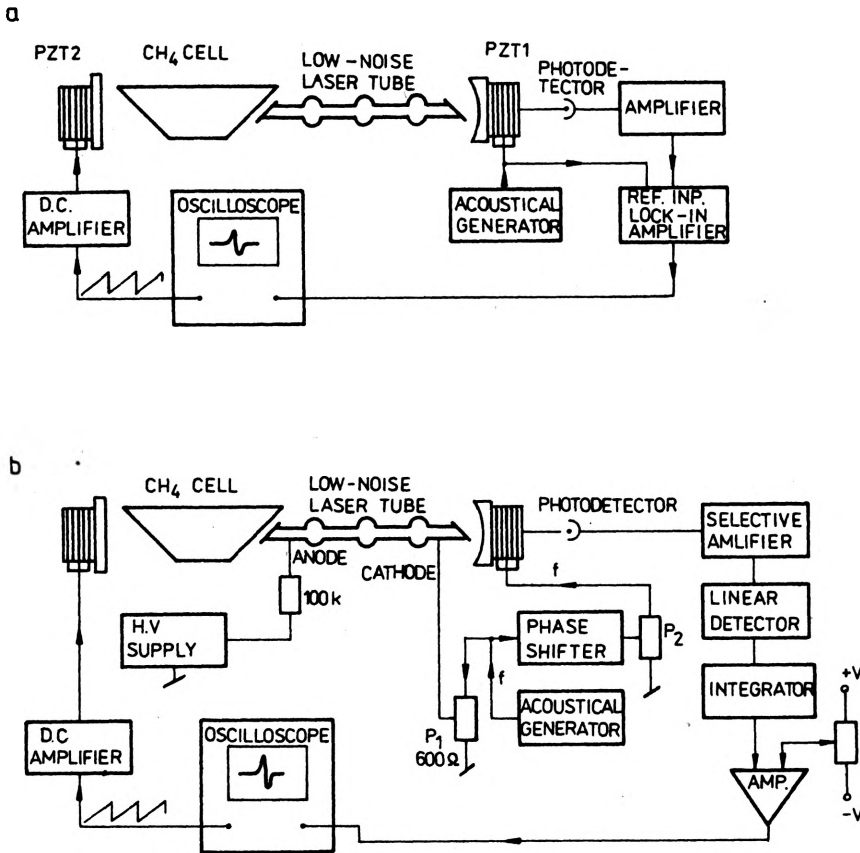 a
PZT2
CH4 CELL
LOW-NOISE
LASER TUBE
PZT1
PHOTODE-
TECTOR
AMPLIFIER
D.C.
AMPLIFIER
OSCILLOSCOPE
ACOUSTICAL
GENERATOR
REF. INP.
LOCK-IN
AMPLIFIER
b
CH4 CELL
LOW-NOISE
LASER TUBE
PHOTODETECTOR
SELECTIVE
AMLIFIER
ANODE
CATHODE
f
100k
H.V
SUPPLY
PHASE
SHIFTER
P2
LINEAR
DETECTOR
f
INTEGRATOR
+V
P1
600Ω
ACOUSTICAL
GENERATOR
D.C
AMPLIFIER
OSCILLOSCOPE
AMP.
-V